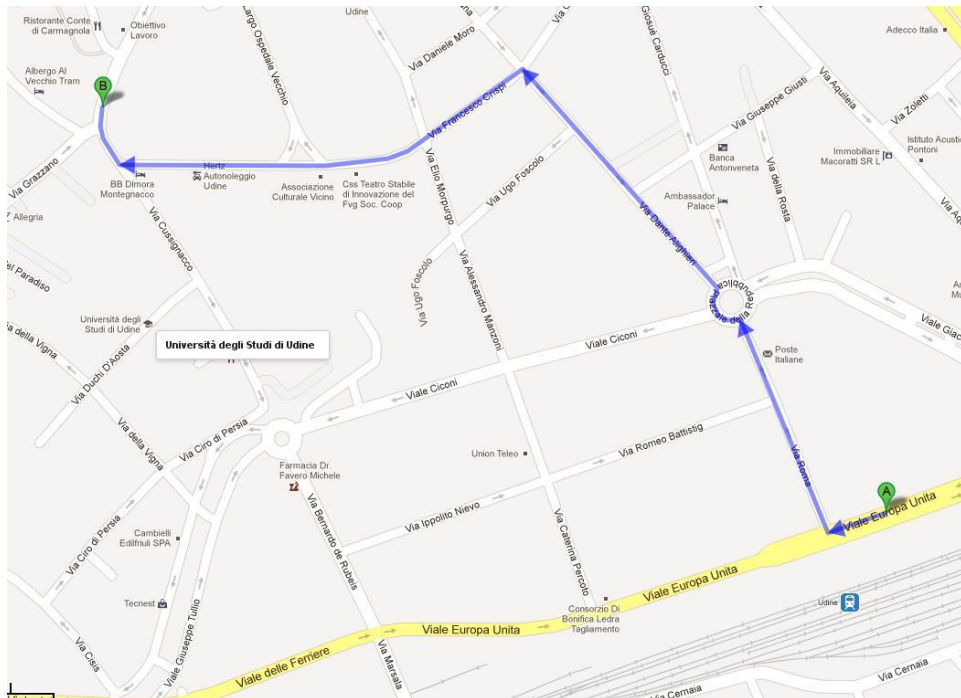 Ristorante Conte
di Carmagnola
Obiettivo
Lavoro
Udine
Via Daniele Moro
Largo Ospedale Vecchio
Giosuè Carducci
Adecco Italia
Albergo Al
Vecchio Tram
B
Via Francesco Crispi
Via Giuseppe Giusti
Via Aquileia
Via Zoletti
Istituto Acustic
Pontoni
Immobiliare
Macoratti SR L
Banca
Antonveneta
Via Grazzano
BB Dimora
Montegnacco
Hertz
Autonoleggio
Udine
Associazione
Culturale Vicino
Css Teatro Stabile
di Innovazione del
Fvg Soc. Coop
Via Elio Morpurgo
Via Ugo Foscolo
Via della Rosta
Ambassador
Palace
Via Dante Alighieri
Via Aq
Z Allegria
Via Cussignacco
el Paradiso
Via Ugo Foscolo
Via Alessandro Manzoni
Piazzale della Repubblica
Università degli
Studi di Udine
Università degli Studi di Udine
ia della Vigna
Via Duchi D'Aosta
Viale Ciconi
Viale Giac
Poste
Italiane
Viale Ciconi
Via della Vigna
Via Ciro di Persia
Via Romeo Battistig
Union Teleo
Via Roma
Farmacia Dr.
Favero Michele
A
Viale Europa Unita
Via Ippolito Nievo
Via Bernardo de Rubeis
Via Caterina Percoto
Via Ciro di Persia
Cambielli
Edilfriuli SPA
Viale Europa Unita
Tecnest
Udine
Consorzio Di
Bonifica Ledra
Tagliamento
Viale Europa Unita
Via Cisis
Viale Giuseppe Tullio
Viale delle Ferriere
Via Marsala
Via Cernaia
Via Cernaia